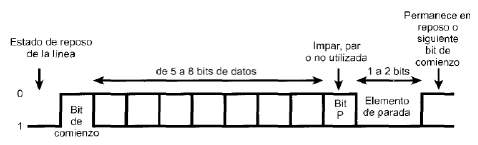 Permanece en
reposo o
siguiente
bit de
comienzo
Estado de reposo
de la línea
Impar, par
o no utilizada
de 5 a 8 bits de datos
1 a 2 bits
0
1
Bit
de
comienzo
Bit
P
Elemento
de parada